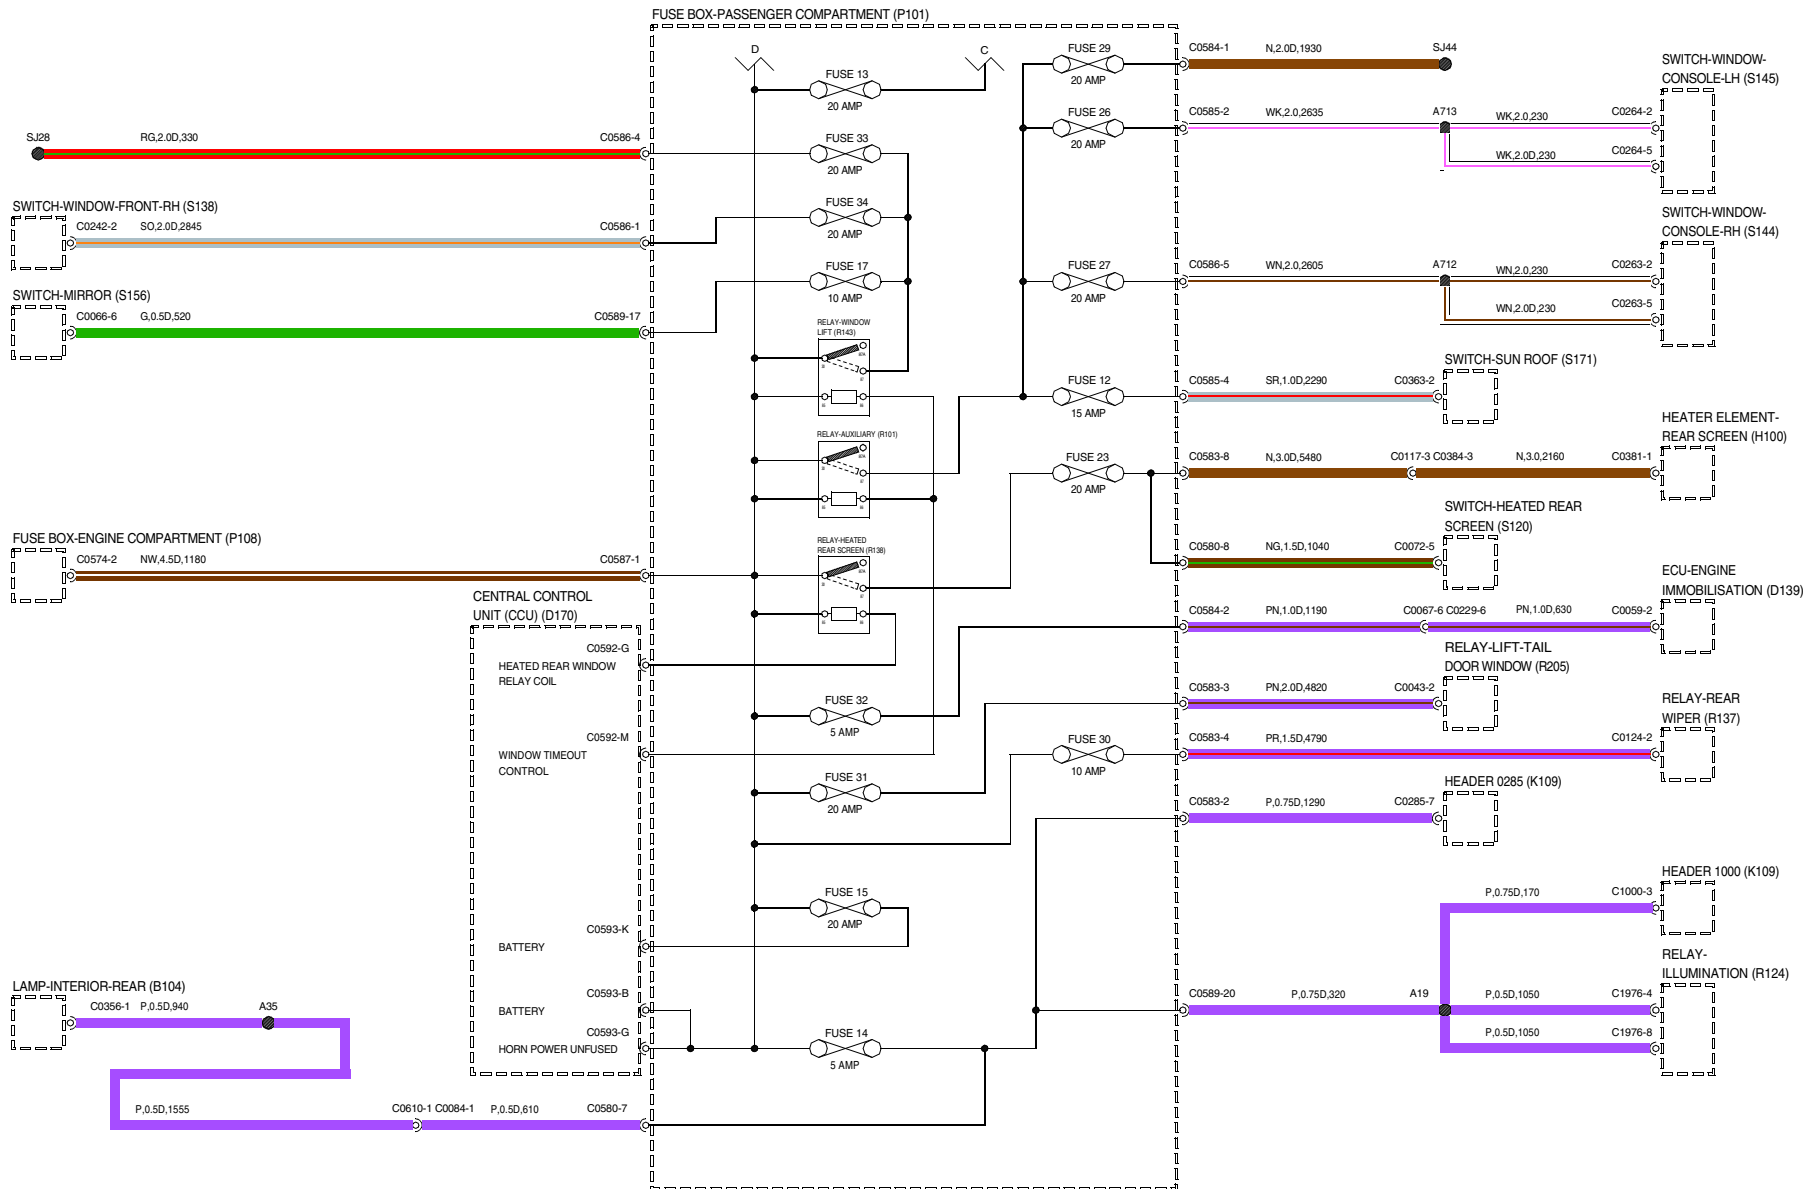 FUSE BOX-PASSENGER COMPARTMENT (P101)
D
C
FUSE 13
20 AMP
SJ28
RG,2.0D,330
C0586-4
FUSE 33
20 AMP
SWITCH-WINDOW-FRONT-RH (S138)
C0242-2
SO,2.0D,2845
C0586-1
FUSE 34
20 AMP
SWITCH-MIRROR (S156)
C0066-6
G,0.5D,520
C0589-17
FUSE 17
10 AMP
RELAY-WINDOW
LIFT (R143)
RELAY-AUXILIARY (R101)
RELAY-HEATED
REAR SCREEN (R138)
FUSE BOX-ENGINE COMPARTMENT (P108)
C0574-2
NW,4.5D,1180
C0587-1
CENTRAL CONTROL
UNIT (CCU) (D170)
C0592-G
HEATED REAR WINDOW
RELAY COIL
C0592-M
WINDOW TIMEOUT
CONTROL
C0593-K
BATTERY
C0593-B
BATTERY
C0593-G
HORN POWER UNFUSED
FUSE 32
5 AMP
FUSE 31
20 AMP
FUSE 15
20 AMP
FUSE 14
5 AMP
LAMP-INTERIOR-REAR (B104)
C0356-1
P,0.5D,940
A35
P,0.5D,1555
C0610-1 C0084-1
P,0.5D,610
C0580-7
FUSE 29
20 AMP
C0584-1
N,2.0D,1930
SJ44
FUSE 26
20 AMP
C0585-2
WK,2.0,2635
A713
WK,2.0,230
C0264-2
WK,2.0D,230
C0264-5
SWITCH-WINDOW-
CONSOLE-LH (S145)
FUSE 27
20 AMP
C0586-5
WN,2.0,2605
A712
WN,2.0,230
C0263-2
WN,2.0D,230
C0263-5
SWITCH-WINDOW-
CONSOLE-RH (S144)
FUSE 12
15 AMP
C0585-4
SR,1.0D,2290
C0363-2
SWITCH-SUN ROOF (S171)
FUSE 23
20 AMP
C0583-8
N,3.0D,5480
C0117-3 C0384-3
N,3.0,2160
C0381-1
HEATER ELEMENT-
REAR SCREEN (H100)
C0580-8
NG,1.5D,1040
C0072-5
SWITCH-HEATED REAR
SCREEN (S120)
C0584-2
PN,1.0D,1190
C0067-6 C0229-6
PN,1.0D,630
C0059-2
ECU-ENGINE
IMMOBILISATION (D139)
C0583-3
PN,2.0D,4820
C0043-2
RELAY-LIFT-TAIL
DOOR WINDOW (R205)
FUSE 30
10 AMP
C0583-4
PR,1.5D,4790
C0124-2
RELAY-REAR
WIPER (R137)
C0583-2
P,0.75D,1290
C0285-7
HEADER 0285 (K109)
P,0.75D,170
C1000-3
HEADER 1000 (K109)
C0589-20
P,0.75D,320
A19
P,0.5D,1050
C1976-4
P,0.5D,1050
C1976-8
RELAY-
ILLUMINATION (R124)